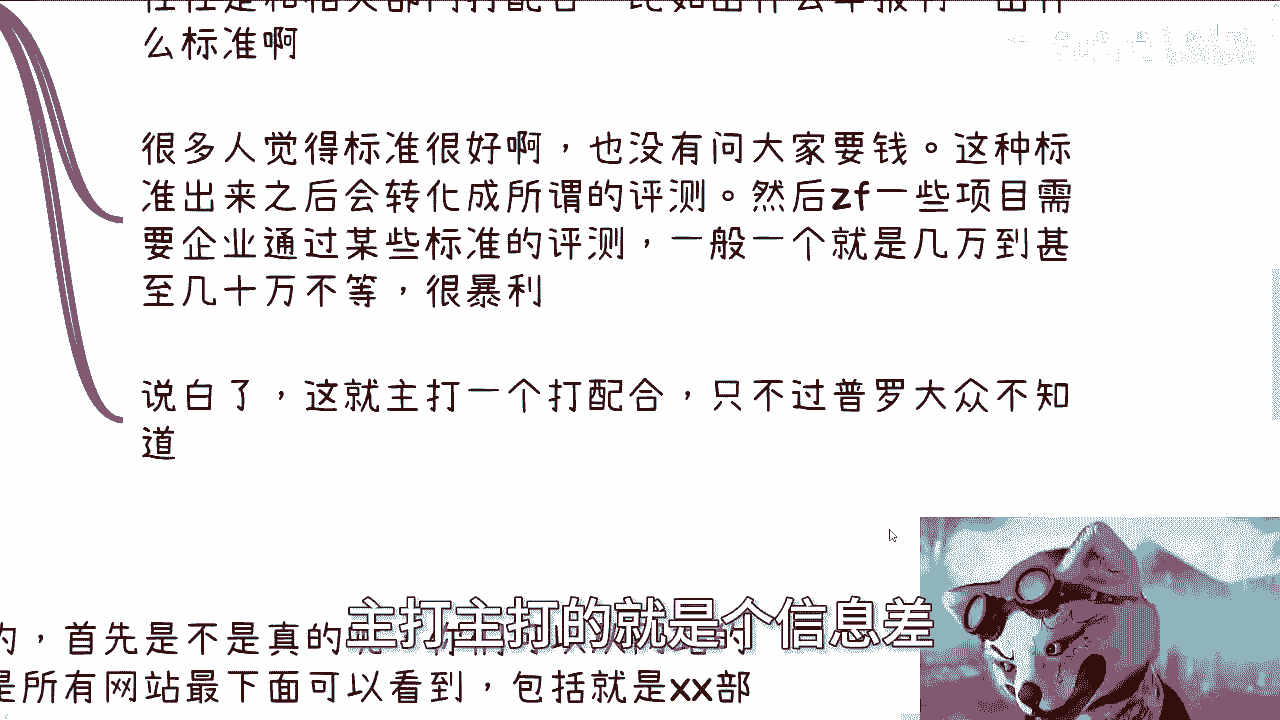 么标准啊
很多人觉得标准很好啊，也没有问大家要钱。这种标
准出来之后会转化成所谓的评测。然后zf一些项目需
要企业通过某些标准的评测，一般一个就是几万到甚
至几十万不等，很暴利
说白了，这就主打一个打配合，只不过普罗大众不知
道
主打主打的就是个信息差
，首先是不是真的
是所有网站最下面可以看到，包括就是xx部